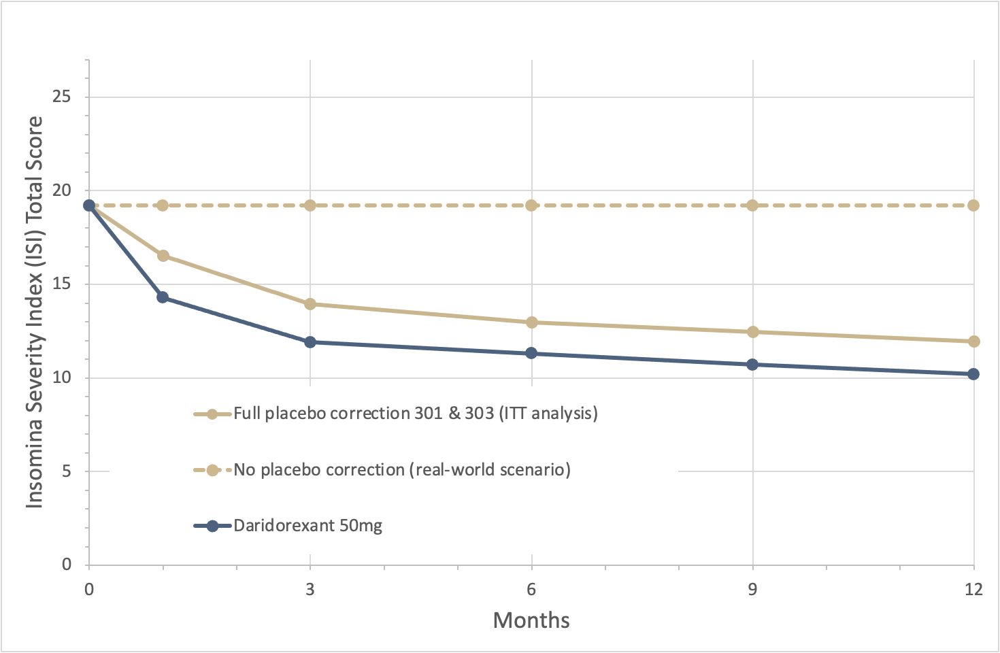 Insomina Severity Index (ISI) Total Score
25
20
15
10
5
0
Full placebo correction 301 & 303 (ITT analysis)
No placebo correction (real-world scenario)
Daridorexant 50mg
0 3 6 9 12
Months